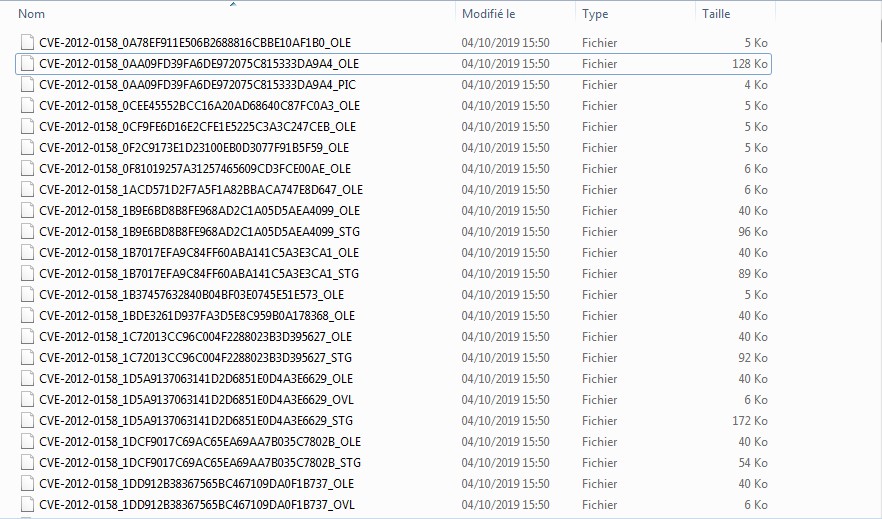 Nom Modifié le Type Taille
CVE-2012-0158_0A78EF911E506B2688816CBBE10AF1B0_OLE 04/10/2019 15:50 Fichier 5 Ko
CVE-2012-0158_0AA09FD39FA6DE972075C815333DA9A4_OLE 04/10/2019 15:50 Fichier 128 Ko
CVE-2012-0158_0AA09FD39FA6DE972075C815333DA9A4_PIC 04/10/2019 15:50 Fichier 4 Ko
CVE-2012-0158_0CEE45552BCC16A20AD68640C87FC0A3_OLE 04/10/2019 15:50 Fichier 5 Ko
CVE-2012-0158_0CF9FE6D16E2CFE1E5225C3A3C247CEB_OLE 04/10/2019 15:50 Fichier 5 Ko
CVE-2012-0158_0F2C9173E1D23100EB0D3077F91B5F59_OLE 04/10/2019 15:50 Fichier 5 Ko
CVE-2012-0158_0F81019257A31257465609CD3FCE00AE_OLE 04/10/2019 15:50 Fichier 6 Ko
CVE-2012-0158_1ACD571D2F7A5F1A82BBACA747E8D647_OLE 04/10/2019 15:50 Fichier 6 Ko
CVE-2012-0158_1B9E6BD8B8FE968AD2C1A05D5AEA4099_OLE 04/10/2019 15:50 Fichier 40 Ko
CVE-2012-0158_1B9E6BD8B8FE968AD2C1A05D5AEA4099_STG 04/10/2019 15:50 Fichier 96 Ko
CVE-2012-0158_1B7017EFA9C84FF60ABA141C5A3E3CA1_OLE 04/10/2019 15:50 Fichier 40 Ko
CVE-2012-0158_1B7017EFA9C84FF60ABA141C5A3E3CA1_STG 04/10/2019 15:50 Fichier 89 Ko
CVE-2012-0158_1B37457632840B04BF03E0745E51E573_OLE 04/10/2019 15:50 Fichier 5 Ko
CVE-2012-0158_1BDE3261D937FA3D5E8C959B0A178368_OLE 04/10/2019 15:50 Fichier 40 Ko
CVE-2012-0158_1C72013CC96C004F2288023B3D395627_OLE 04/10/2019 15:50 Fichier 40 Ko
CVE-2012-0158_1C72013CC96C004F2288023B3D395627_STG 04/10/2019 15:50 Fichier 92 Ko
CVE-2012-0158_1D5A9137063141D2D6851E0D4A3E6629_OLE 04/10/2019 15:50 Fichier 40 Ko
CVE-2012-0158_1D5A9137063141D2D6851E0D4A3E6629_OVL 04/10/2019 15:50 Fichier 6 Ko
CVE-2012-0158_1D5A9137063141D2D6851E0D4A3E6629_STG 04/10/2019 15:50 Fichier 172 Ko
CVE-2012-0158_1DCF9017C69AC65EA69AA7B035C7802B_OLE 04/10/2019 15:50 Fichier 40 Ko
CVE-2012-0158_1DCF9017C69AC65EA69AA7B035C7802B_STG 04/10/2019 15:50 Fichier 54 Ko
CVE-2012-0158_1DD912B38367565BC467109DA0F1B737_OLE 04/10/2019 15:50 Fichier 40 Ko
CVE-2012-0158_1DD912B38367565BC467109DA0F1B737_OVL 04/10/2019 15:50 Fichier 6 Ko